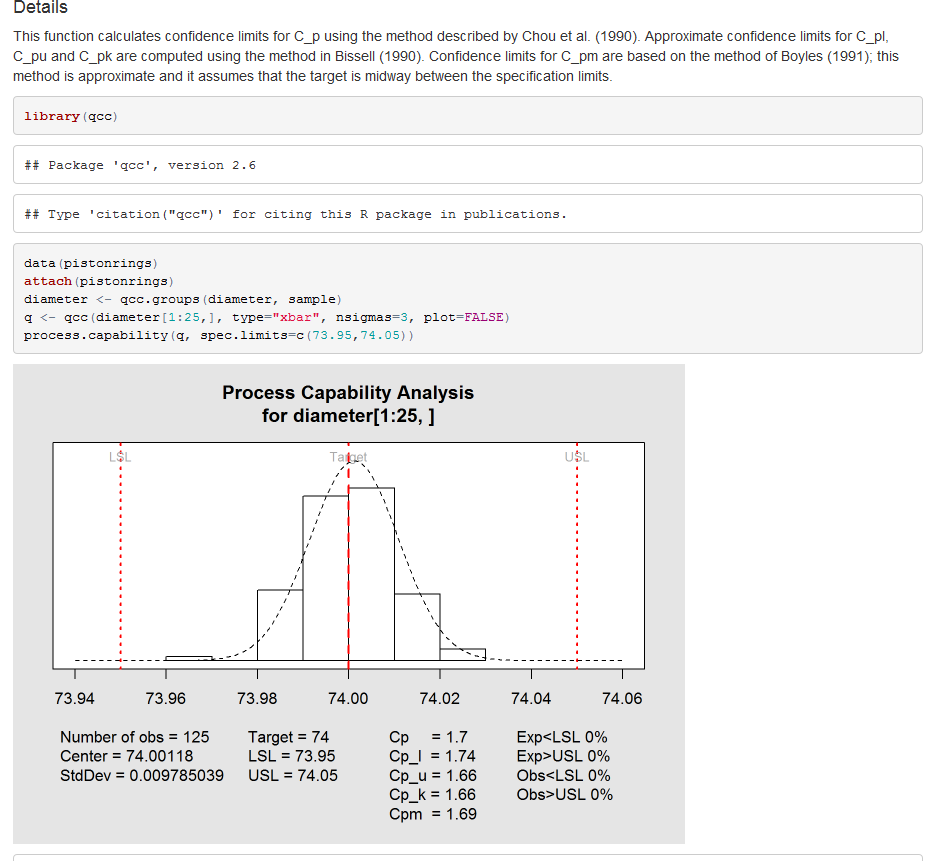 Details
This function calculates confidence limits for C_p using the method described by Chou et al. (1990). Approximate confidence limits for C_pl,
C_pu and C_pk are computed using the method in Bissell (1990). Confidence limits for C_pm are based on the method of Boyles (1991); this
method is approximate and it assumes that the target is midway between the specification limits.
library(qcc)
## Package 'qcc', version 2.6
## Type 'citation("qcc")' for citing this R package in publications.
data(pistonrings)
attach(pistonrings)
diameter <- qcc.groups(diameter, sample)
q <- qcc(diameter[1:25,], type="xbar", nsigmas=3, plot=FALSE)
process.capability(q, spec.limits=c(73.95,74.05))
Process Capability Analysis
for diameter[1:25, ]
LSL Target USL
73.94 73.96 73.98 74.00 74.02 74.04 74.06
Number of obs = 125 Target = 74 Cp = 1.7 Exp<LSL 0%
Center = 74.00118 LSL = 73.95 Cp_l = 1.74 Exp>USL 0%
StdDev = 0.009785039 USL = 74.05 Cp_u = 1.66 Obs<LSL 0%
Cp_k = 1.66 Obs>USL 0%
Cpm = 1.69